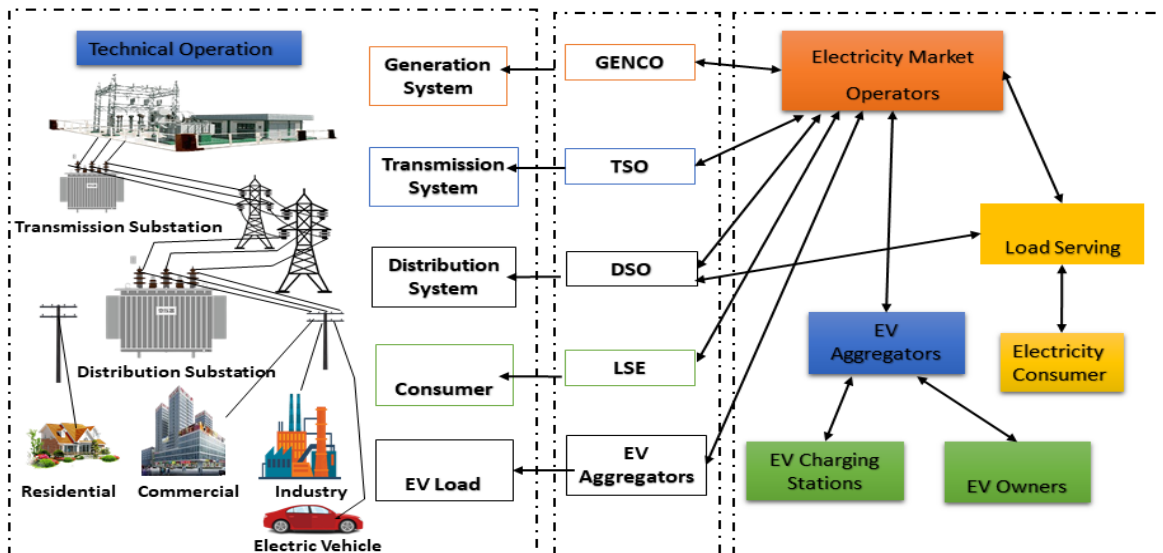 Technical Operation
Transmission Substation
Distribution Substation
Residential
Commercial
Industry
Electric Vehicle
Generation
System
Transmission
System
Distribution
System
Consumer
EV Load
GENCO
TSO
DSO
LSE
EV
Aggregators
Electricity Market
Operators
Load Serving
EV
Aggregators
Electricity
Consumer
EV Charging
Stations
EV Owners